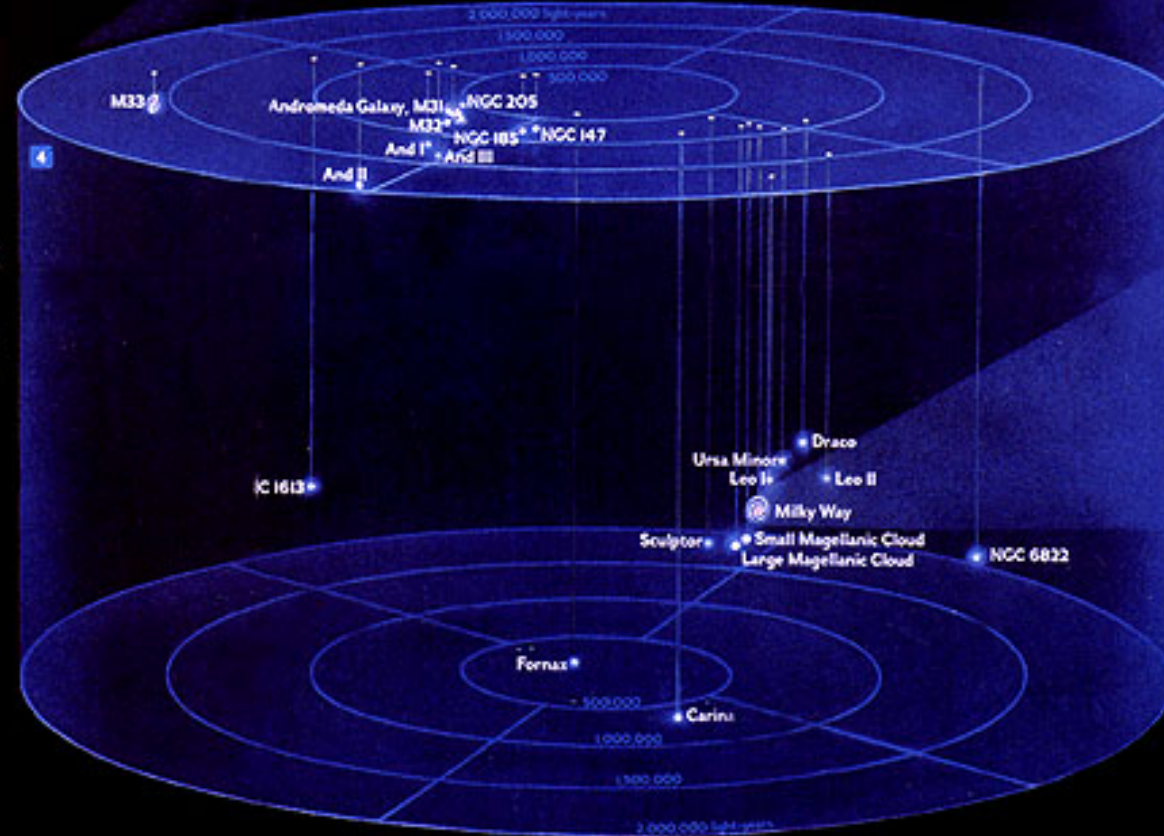 2,000,000 light-years
1,500,000
1,000,000
500,000
M33
Andromeda Galaxy, M31
NGC 205
M32
NGC 185
NGC 147
And I
And III
And II
4
Draco
Ursa Minor
Leo I
Leo II
IC 1613
Milky Way
Sculptor
Small Magellanic Cloud
Large Magellanic Cloud
NGC 6822
Fornax
500,000
Carina
1,000,000
1,500,000
2,000,000 light-years